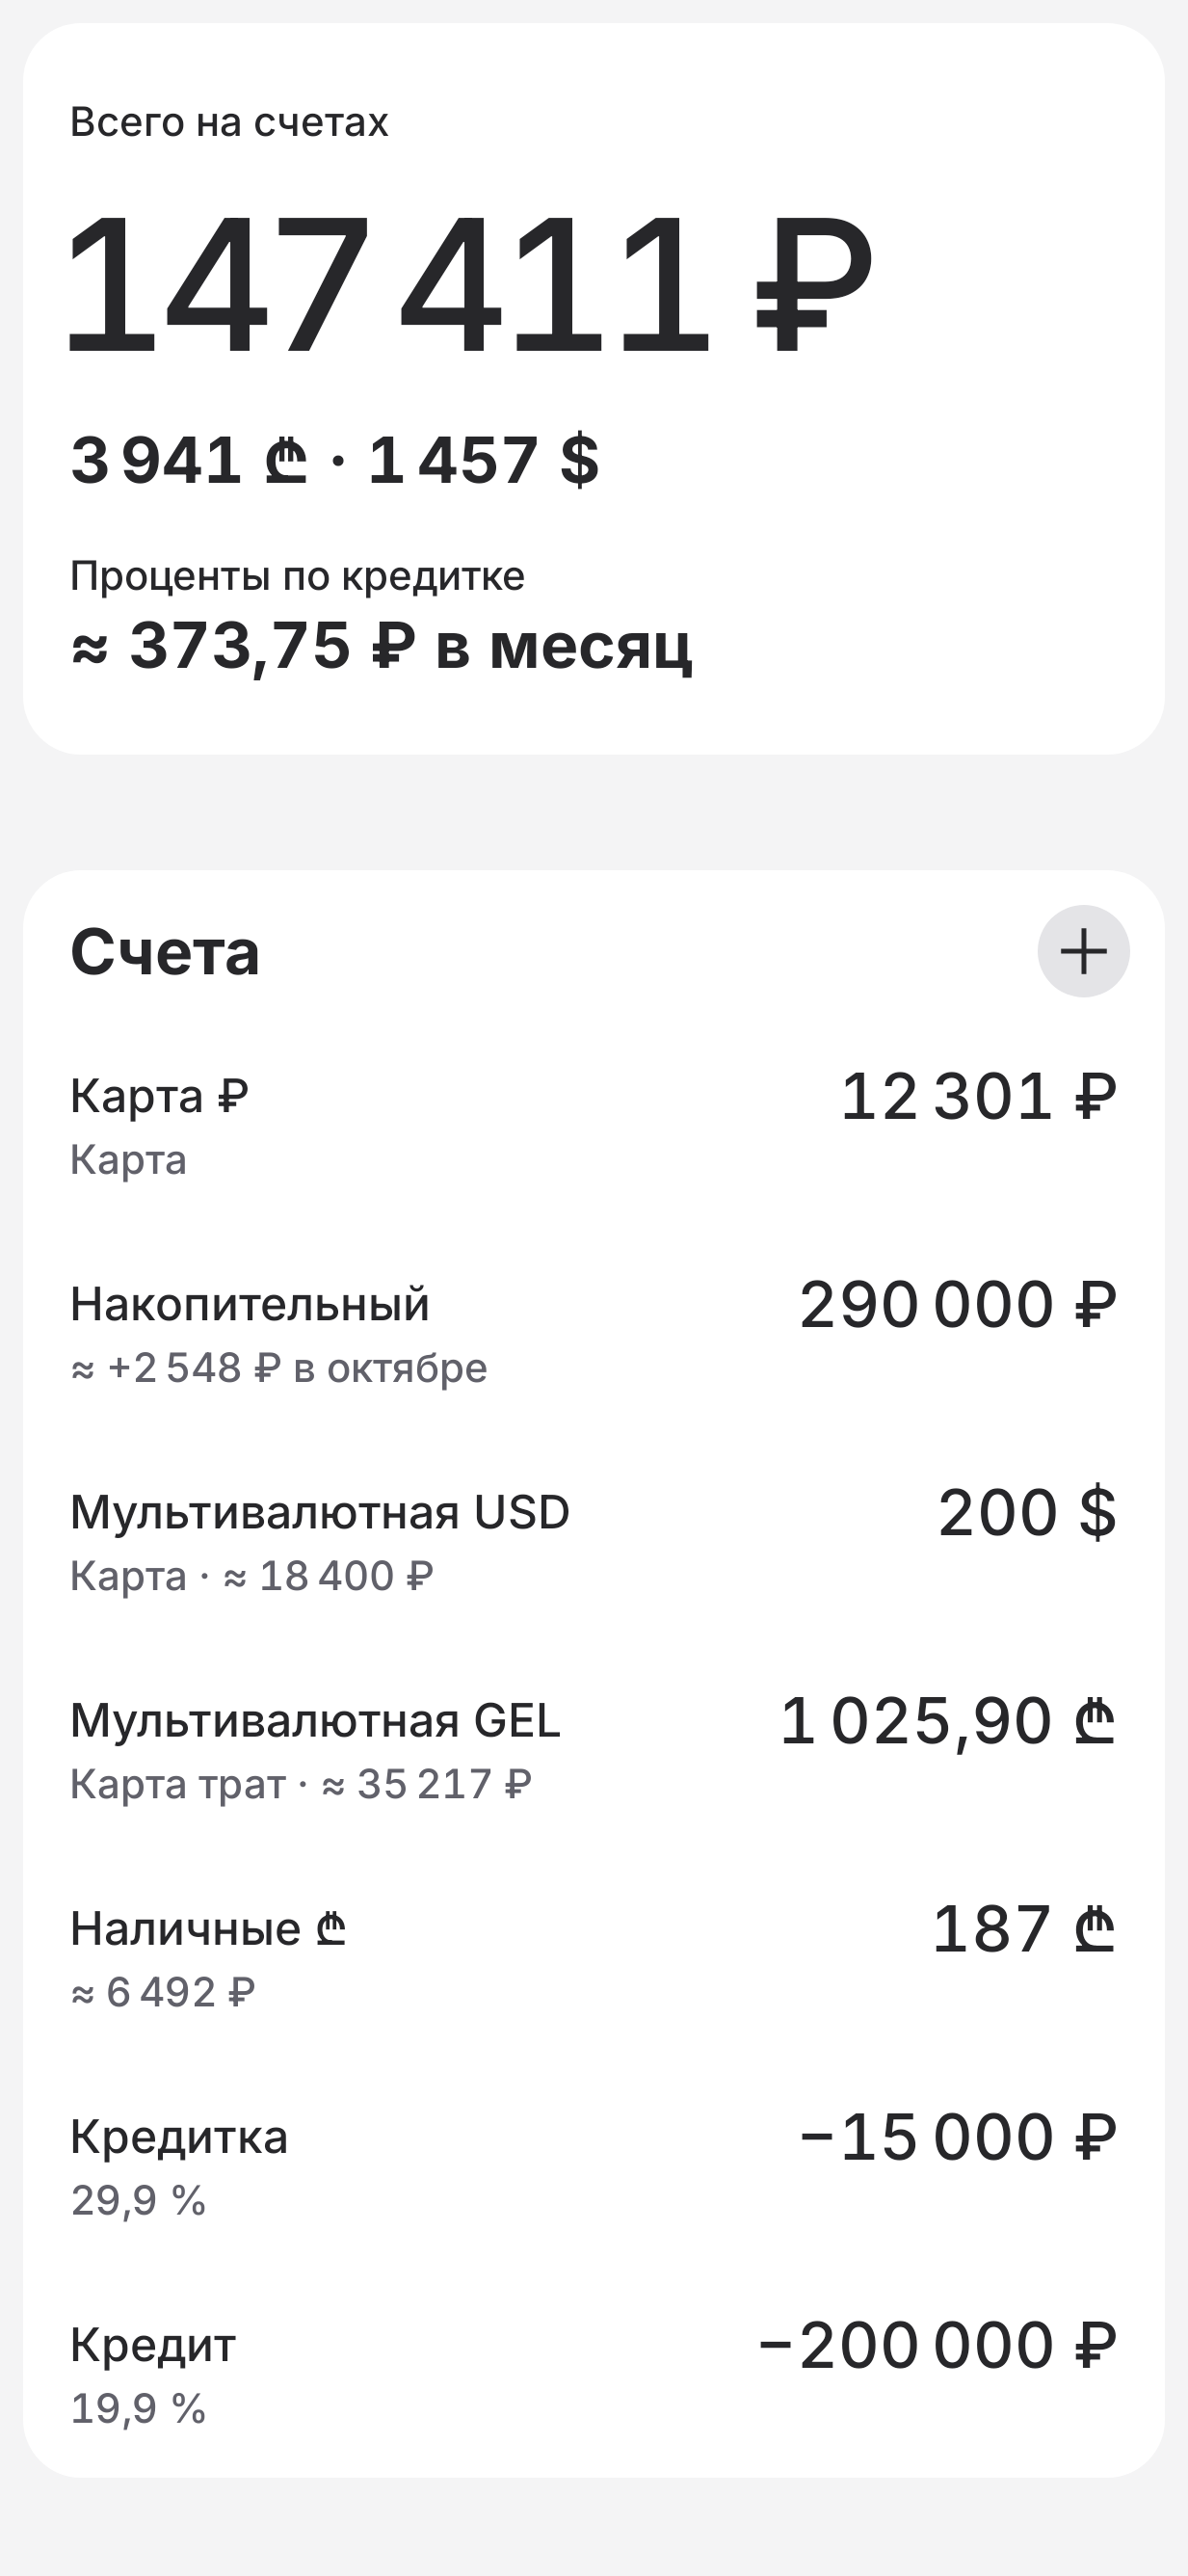 Всего на счетах
147 411 ₽
3 941 ₾ · 1 457 $
Проценты по кредитке
≈ 373,75 ₽ в месяц
Счета
Карта ₽ 12 301 ₽
Карта
Накопительный 290 000 ₽
≈ +2 548 ₽ в октябре
Мультивалютная USD 200 $
Карта · ≈ 18 400 ₽
Мультивалютная GEL 1 025,90 ₾
Карта трат · ≈ 35 217 ₽
Наличные ₾ 187 ₾
≈ 6 492 ₽
Кредитка −15 000 ₽
29,9 %
Кредит −200 000 ₽
19,9 %